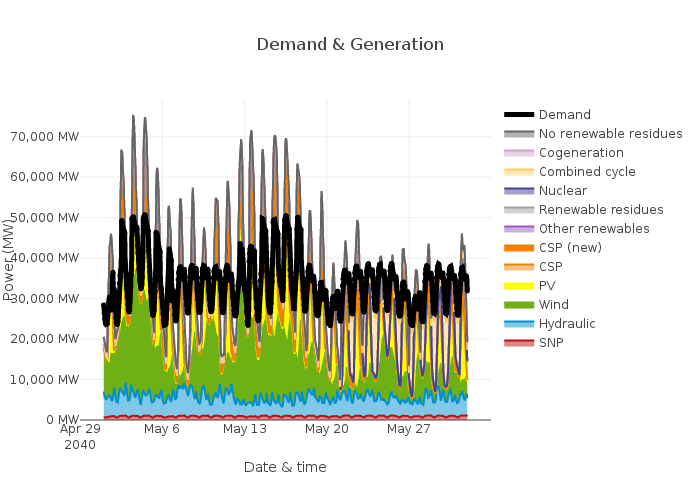 Demand & Generation
70,000 MW
60,000 MW
50,000 MW
40,000 MW
30,000 MW
20,000 MW
10,000 MW
0 MW
Power (MW)
Apr 29
2040
May 6
May 13
May 20
May 27
Date & time
Demand
No renewable residues
Cogeneration
Combined cycle
Nuclear
Renewable residues
Other renewables
CSP (new)
CSP
PV
Wind
Hydraulic
SNP